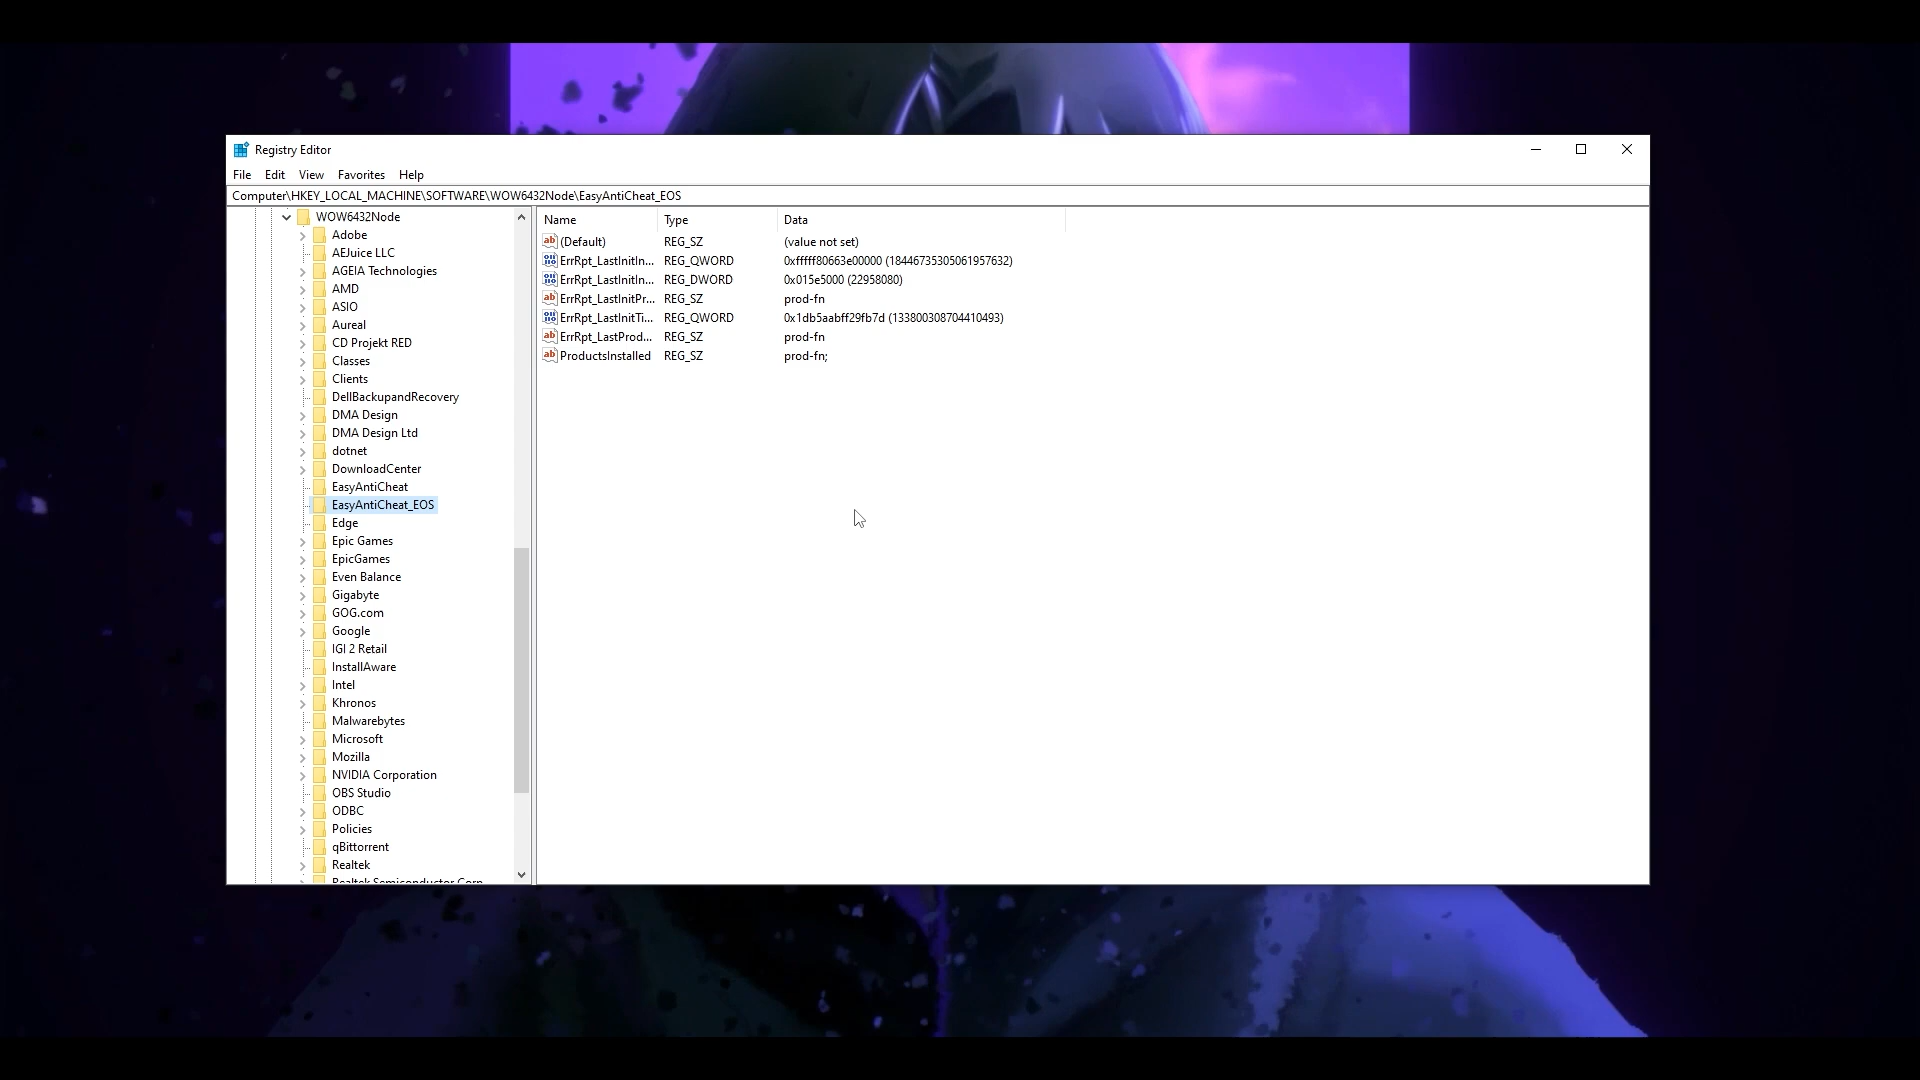 Registry Editor
File Edit View Favorites Help
Computer\HKEY_LOCAL_MACHINE\SOFTWARE\WOW6432Node\EasyAntiCheat_EOS
WOW6432Node
Adobe
AEJuice LLC
AGEIA Technologies
AMD
ASIO
Aureal
CD Projekt RED
Classes
Clients
DellBackupandRecovery
DMA Design
DMA Design Ltd
dotnet
DownloadCenter
EasyAntiCheat
EasyAntiCheat_EOS
Edge
Epic Games
EpicGames
Even Balance
Gigabyte
GOG.com
Google
IGI 2 Retail
InstallAware
Intel
Khronos
Malwarebytes
Microsoft
Mozilla
NVIDIA Corporation
OBS Studio
ODBC
Policies
qBittorrent
Realtek
Realtek Semiconductor Corp.
Name Type Data
(Default) REG_SZ (value not set)
ErrRpt_LastInitIn... REG_QWORD 0xfffff80663e00000 (18446735305061957632)
ErrRpt_LastInitIn... REG_DWORD 0x015e5000 (22958080)
ErrRpt_LastInitPr... REG_SZ prod-fn
ErrRpt_LastInitTi... REG_QWORD 0x1db5aabff29fb7d (133800308704410493)
ErrRpt_LastProd... REG_SZ prod-fn
ProductsInstalled REG_SZ prod-fn;